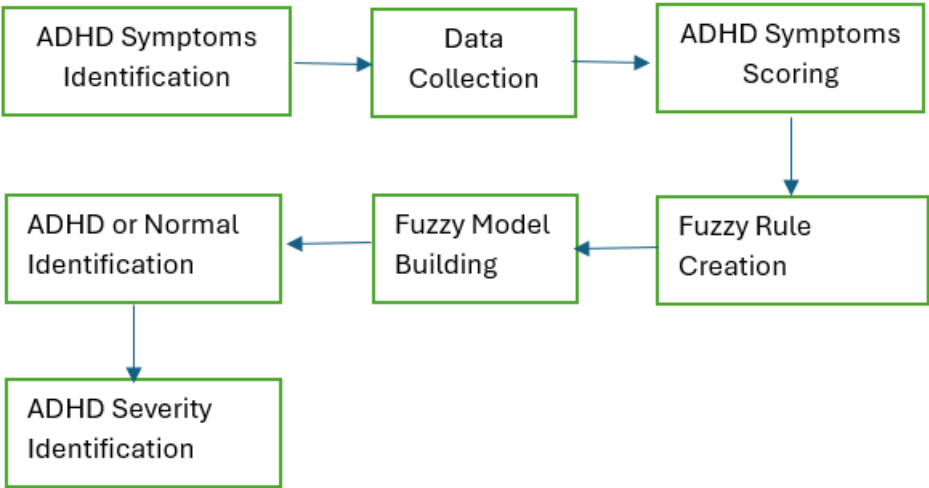 ADHD Symptoms
Identification
Data
Collection
ADHD Symptoms
Scoring
Fuzzy Rule
Creation
Fuzzy Model
Building
ADHD or Normal
Identification
ADHD Severity
Identification